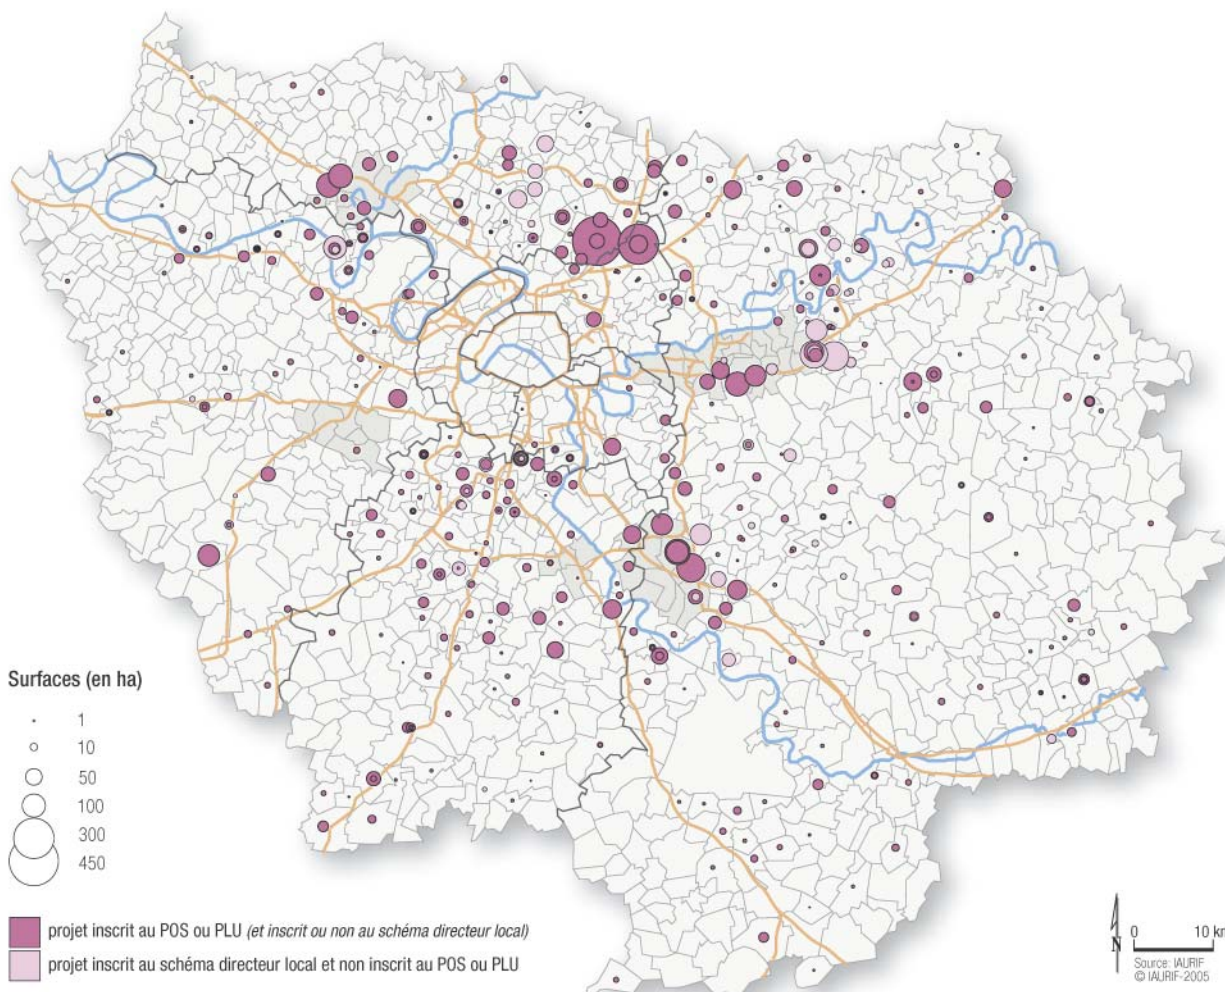 Surfaces (en ha)
1
10
50
100
300
450
projet inscrit au POS ou PLU (et inscrit ou non au schéma directeur local)
projet inscrit au schéma directeur local et non inscrit au POS ou PLU
N
0 10 km
Source: IAURIF
© IAURIF-2005